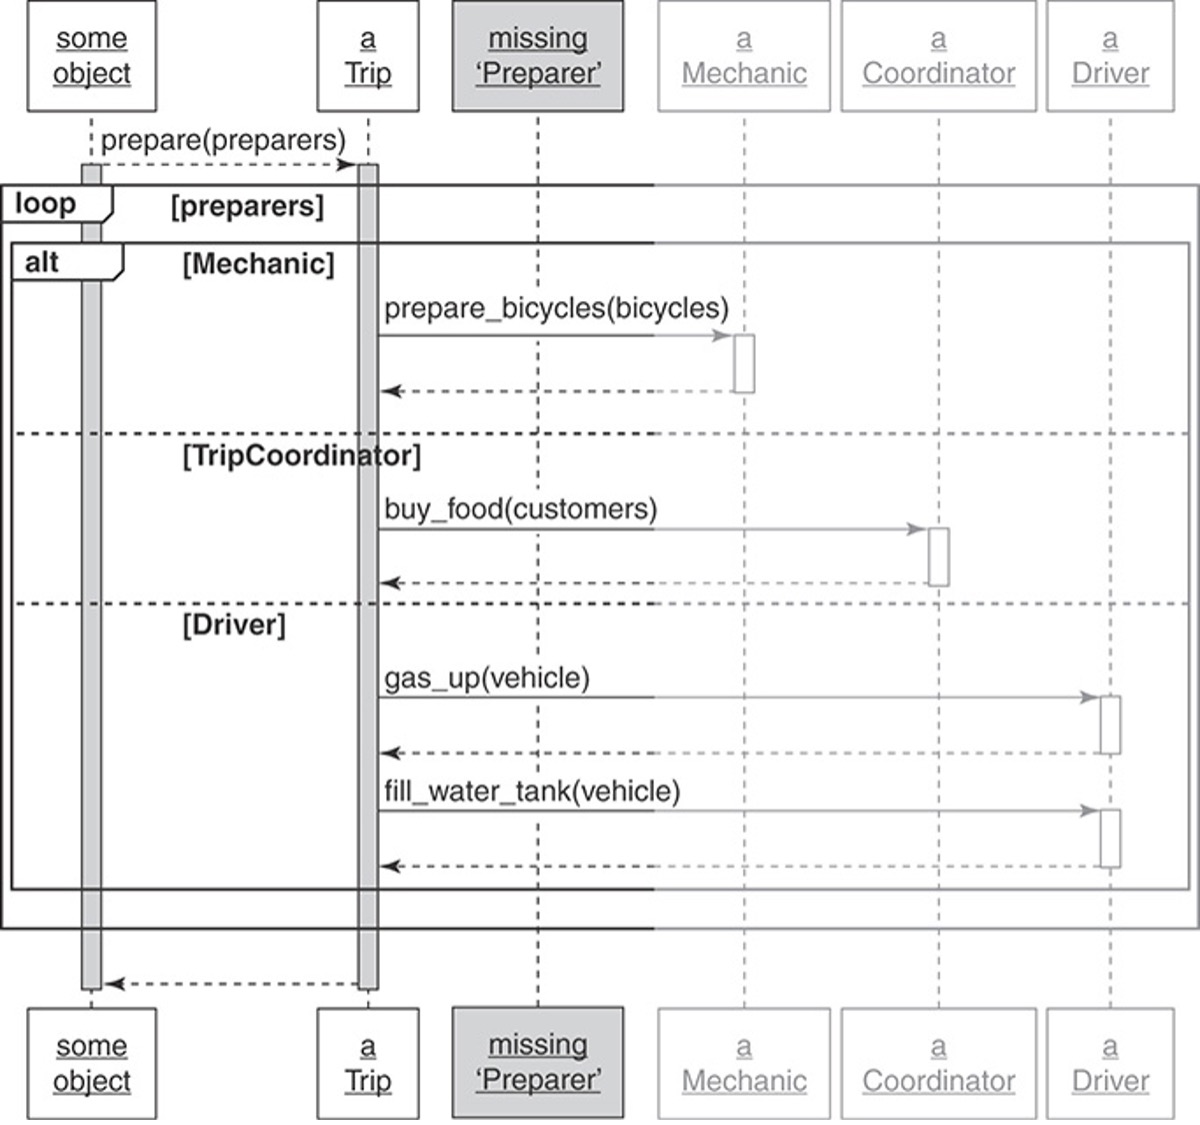 some
object
a
Trip
missing
‘Preparer’
a
Mechanic
a
Coordinator
a
Driver
prepare(preparers)
loop
[preparers]
alt
[Mechanic]
prepare_bicycles(bicycles)
[TripCoordinator]
buy_food(customers)
[Driver]
gas_up(vehicle)
fill_water_tank(vehicle)
some
object
a
Trip
missing
‘Preparer’
a
Mechanic
a
Coordinator
a
Driver